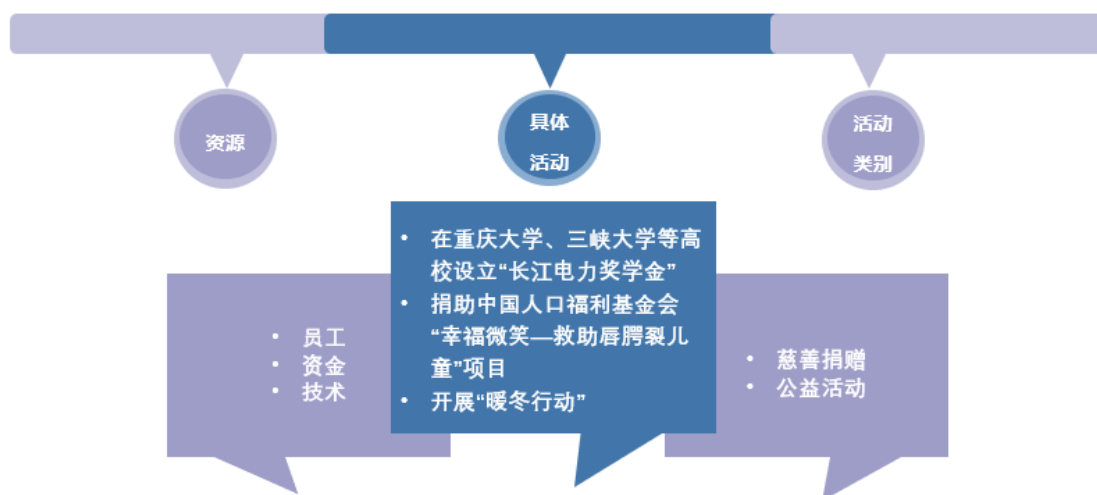 资源
具体
活动
活动
类别
• 员工
• 资金
• 技术
• 在重庆大学、三峡大学等高
校设立“长江电力奖学金”
• 捐助中国人口福利基金会
“幸福微笑—救助唇腭裂儿
童”项目
• 开展“暖冬行动”
• 慈善捐赠
• 公益活动